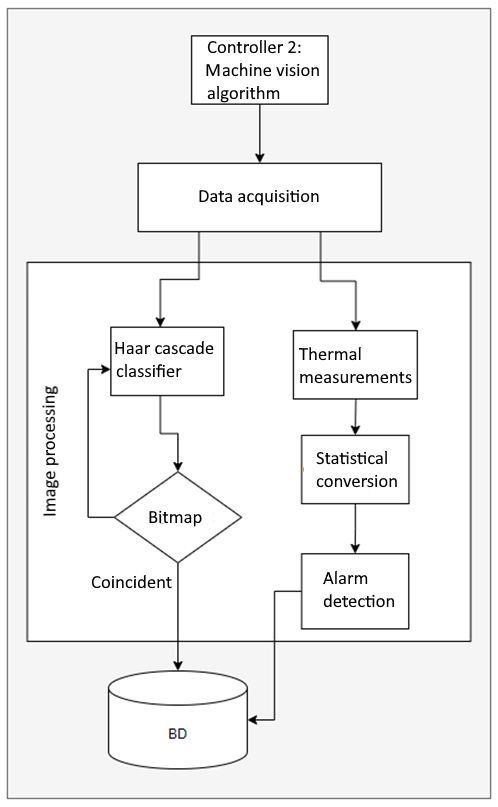 Controller 2:
Machine vision
algorithm
Data acquisition
Image processing
Haar cascade
classifier
Bitmap
Coincident
Thermal
measurements
Statistical
conversion
Alarm
detection
BD